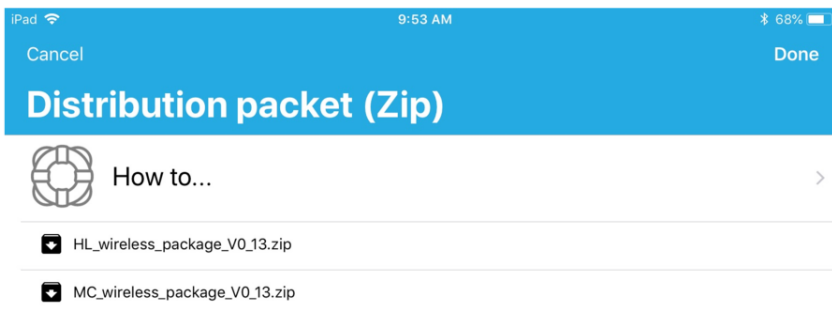 iPad 9:53 AM 68%
Cancel Done
Distribution packet (Zip)
How to...
HL_wireless_package_V0_13.zip
MC_wireless_package_V0_13.zip